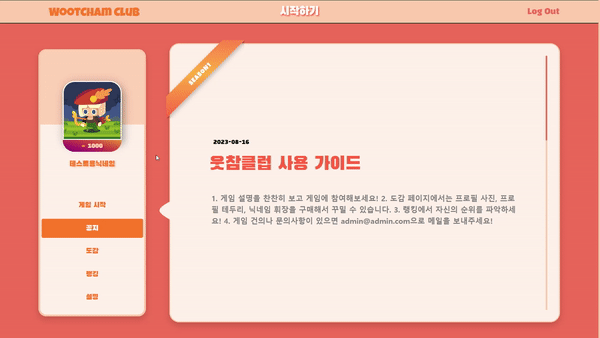 WOOTCHAM CLUB
시작하기
Log Out
SEASON1
~ 1000
테스트용닉네임
게임 시작
공지
도감
랭킹
설명
2023-08-16
웃참클럽 사용 가이드
1. 게임 설명을 찬찬히 보고 게임에 참여해보세요! 2. 도감 페이지에서는 프로필 사진, 프로
필 테두리, 닉네임 휘장을 구매해서 꾸밀 수 있습니다. 3. 랭킹에서 자신의 순위를 파악하세
요! 4. 게임 건의나 문의사항이 있으면 admin@admin.com으로 메일을 보내주세요!